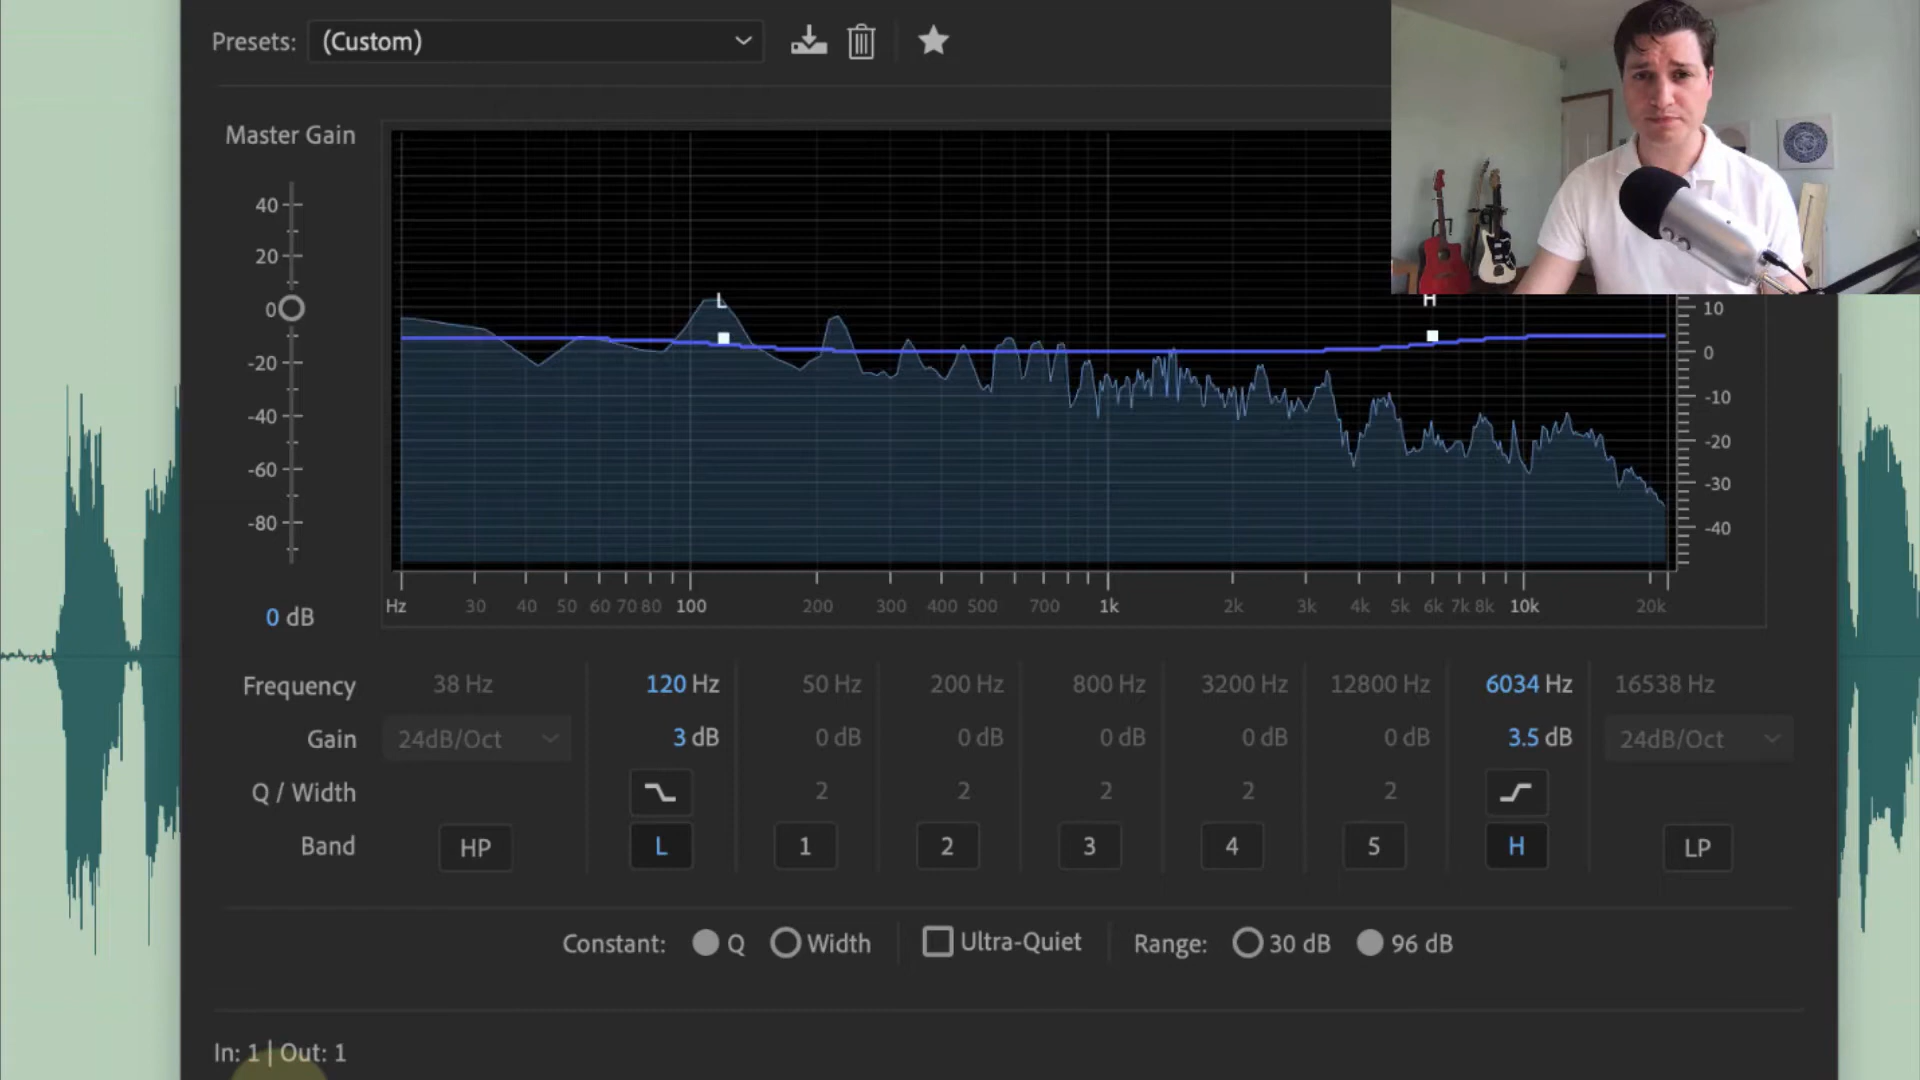 Presets: (Custom)
Master Gain
L
H
40
20
0
-20
-40
-60
-80
0 dB
10
0
-10
-20
-30
-40
Hz 30 40 50 60 70 80 100 200 300 400 500 700 1k 2k 3k 4k 5k 6k 7k 8k 10k 20k
Frequency 38 Hz 120 Hz 50 Hz 200 Hz 800 Hz 3200 Hz 12800 Hz 6034 Hz 16538 Hz
Gain 24dB/Oct 3 dB 0 dB 0 dB 0 dB 0 dB 0 dB 3.5 dB 24dB/Oct
Q / Width 2 2 2 2 2
Band HP L 1 2 3 4 5 H LP
Constant: Q Width Ultra-Quiet Range: 30 dB 96 dB
In: 1 | Out: 1